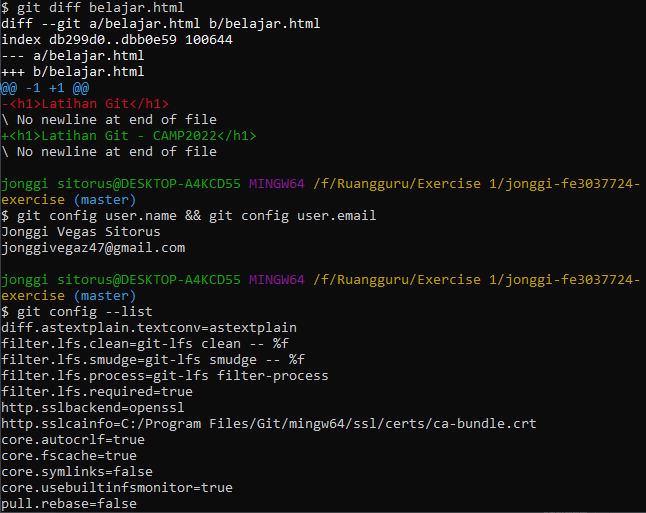 $ git diff belajar.html
diff --git a/belajar.html b/belajar.html
index db299d0..dbb0e59 100644
--- a/belajar.html
+++ b/belajar.html
@@ -1 +1 @@
-<h1>Latihan Git</h1>
\ No newline at end of file
+<h1>Latihan Git - CAMP2022</h1>
\ No newline at end of file
jonggi sitorus@DESKTOP-A4KCD55 MINGW64 /f/Ruangguru/Exercise 1/jonggi-fe3037724-
exercise (master)
$ git config user.name && git config user.email
Jonggi Vegas Sitorus
jonggivegaz47@gmail.com
jonggi sitorus@DESKTOP-A4KCD55 MINGW64 /f/Ruangguru/Exercise 1/jonggi-fe3037724-
exercise (master)
$ git config --list
diff.astextplain.textconv=astextplain
filter.lfs.clean=git-lfs clean -- %f
filter.lfs.smudge=git-lfs smudge -- %f
filter.lfs.process=git-lfs filter-process
filter.lfs.required=true
http.sslbackend=openssl
http.sslcainfo=C:/Program Files/Git/mingw64/ssl/certs/ca-bundle.crt
core.autocrlf=true
core.fscache=true
core.symlinks=false
core.usebuiltinfsmonitor=true
pull.rebase=false